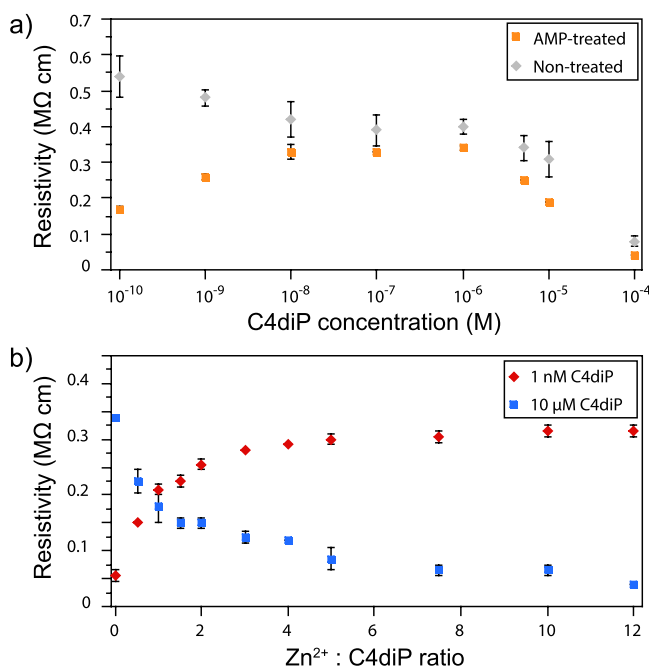 a)
0.7
0.6
0.5
0.4
0.3
0.2
0.1
0
Resistivity (MΩ cm)
AMP-treated
Non-treated
10⁻¹⁰
10⁻⁹
10⁻⁸
10⁻⁷
10⁻⁶
10⁻⁵
10⁻⁴
C4diP concentration (M)
b)
0.4
0.3
0.2
0.1
0
Resistivity (MΩ cm)
1 nM C4diP
10 µM C4diP
0
2
4
6
8
10
12
Zn²⁺ : C4diP ratio